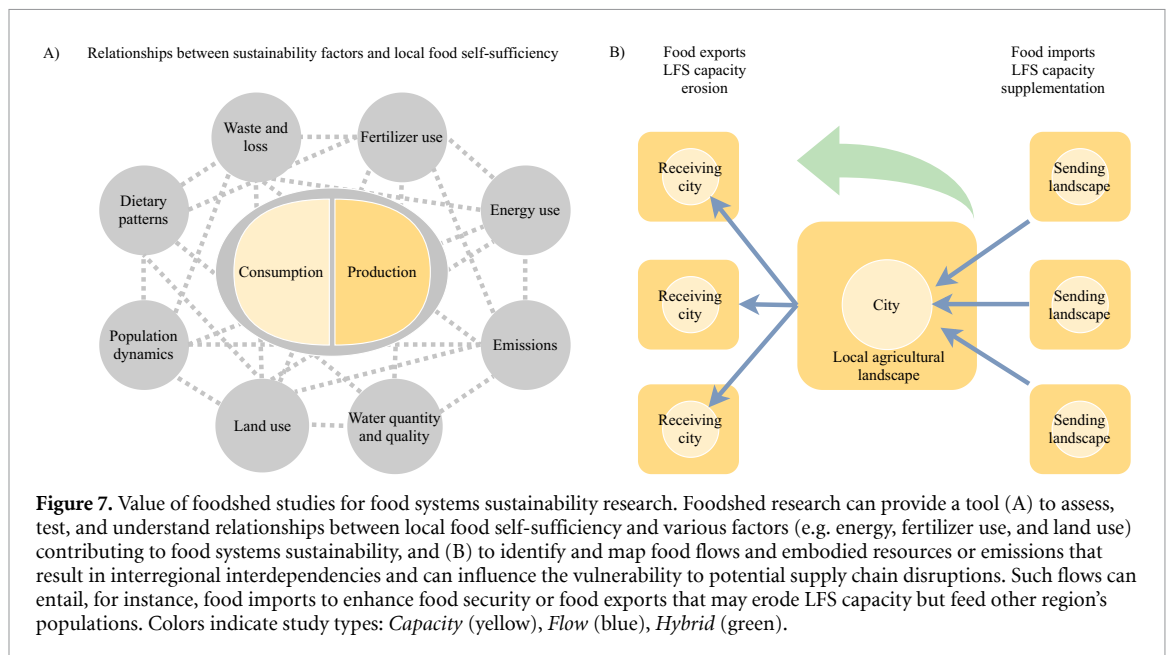 A) Relationships between sustainability factors and local food self-sufficiency
Waste and
loss
Fertilizer use
Dietary
patterns
Energy use
Consumption
Production
Population
dynamics
Emissions
Land use
Water quantity
and quality
B)
Food exports
LFS capacity
erosion
Food imports
LFS capacity
supplementation
Receiving
city
Sending
landscape
Receiving
city
City
Sending
landscape
Local agricultural
landscape
Receiving
city
Sending
landscape
Figure 7. Value of foodshed studies for food systems sustainability research. Foodshed research can provide a tool (A) to assess,
test, and understand relationships between local food self-sufficiency and various factors (e.g. energy, fertilizer use, and land use)
contributing to food systems sustainability, and (B) to identify and map food flows and embodied resources or emissions that
result in interregional interdependencies and can influence the vulnerability to potential supply chain disruptions. Such flows can
entail, for instance, food imports to enhance food security or food exports that may erode LFS capacity but feed other region's
populations. Colors indicate study types: Capacity (yellow), Flow (blue), Hybrid (green).